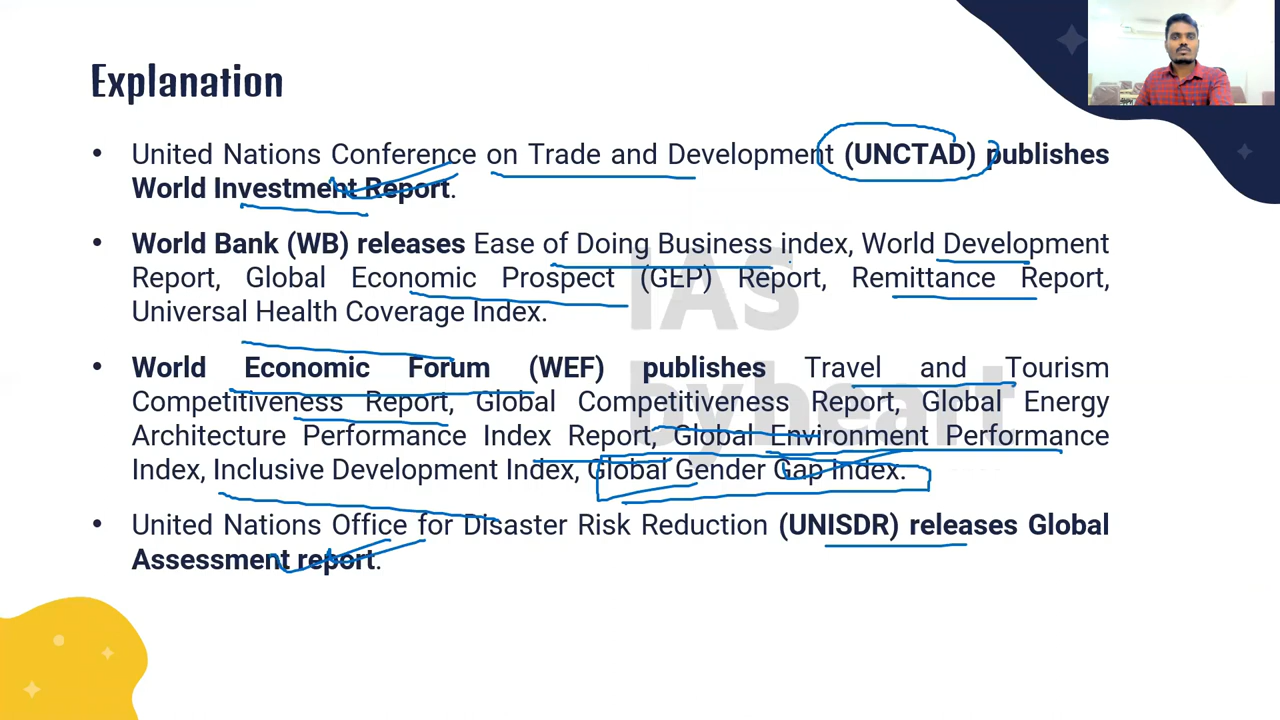 Explanation
• United Nations Conference on Trade and Development (UNCTAD) publishes
World Investment Report.
• World Bank (WB) releases Ease of Doing Business index, World Development
Report, Global Economic Prospect (GEP) Report, Remittance Report,
Universal Health Coverage Index.
• World Economic Forum (WEF) publishes Travel and Tourism
Competitiveness Report, Global Competitiveness Report, Global Energy
Architecture Performance Index Report, Global Environment Performance
Index, Inclusive Development Index, Global Gender Gap Index.
• United Nations Office for Disaster Risk Reduction (UNISDR) releases Global
Assessment report.
IAS
byheart